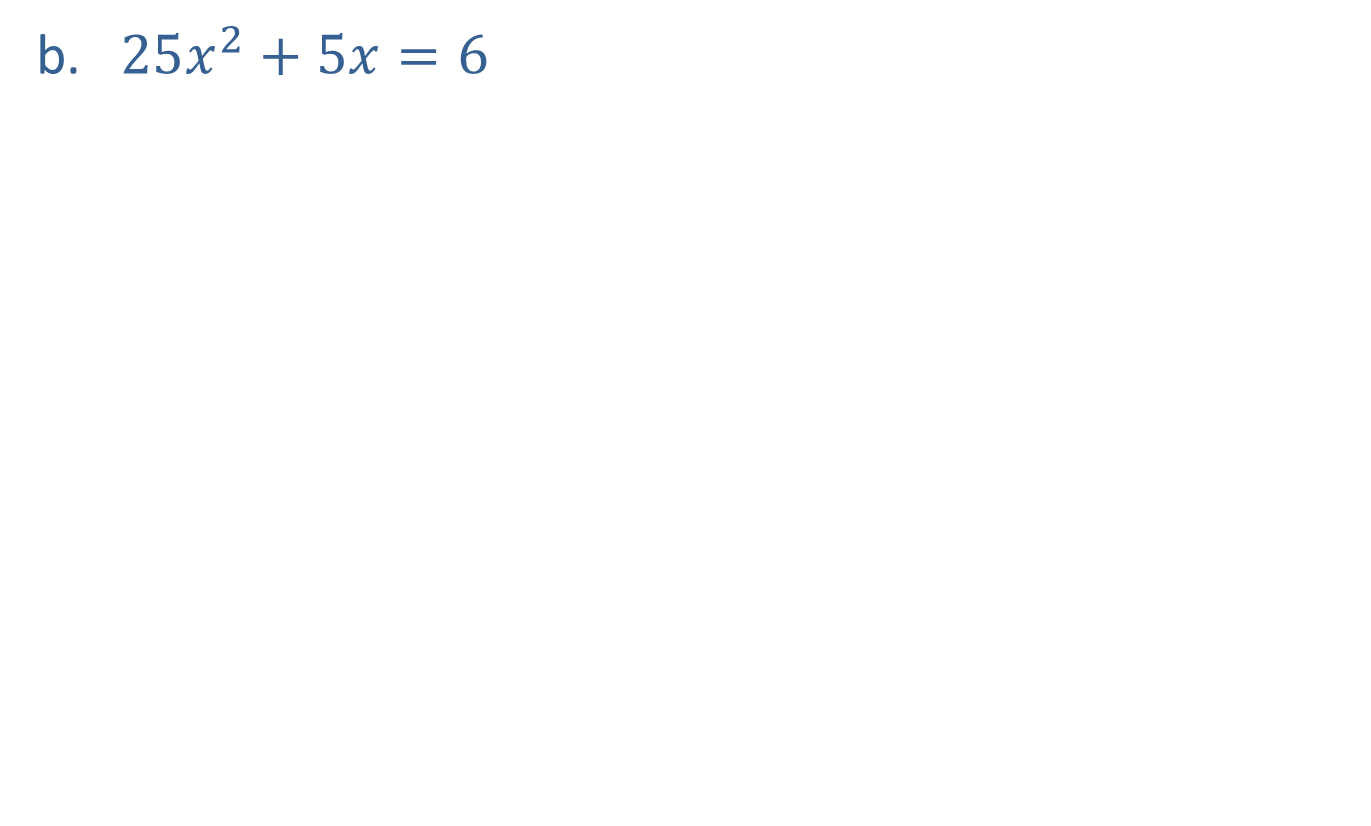 b. 25x² + 5x = 6